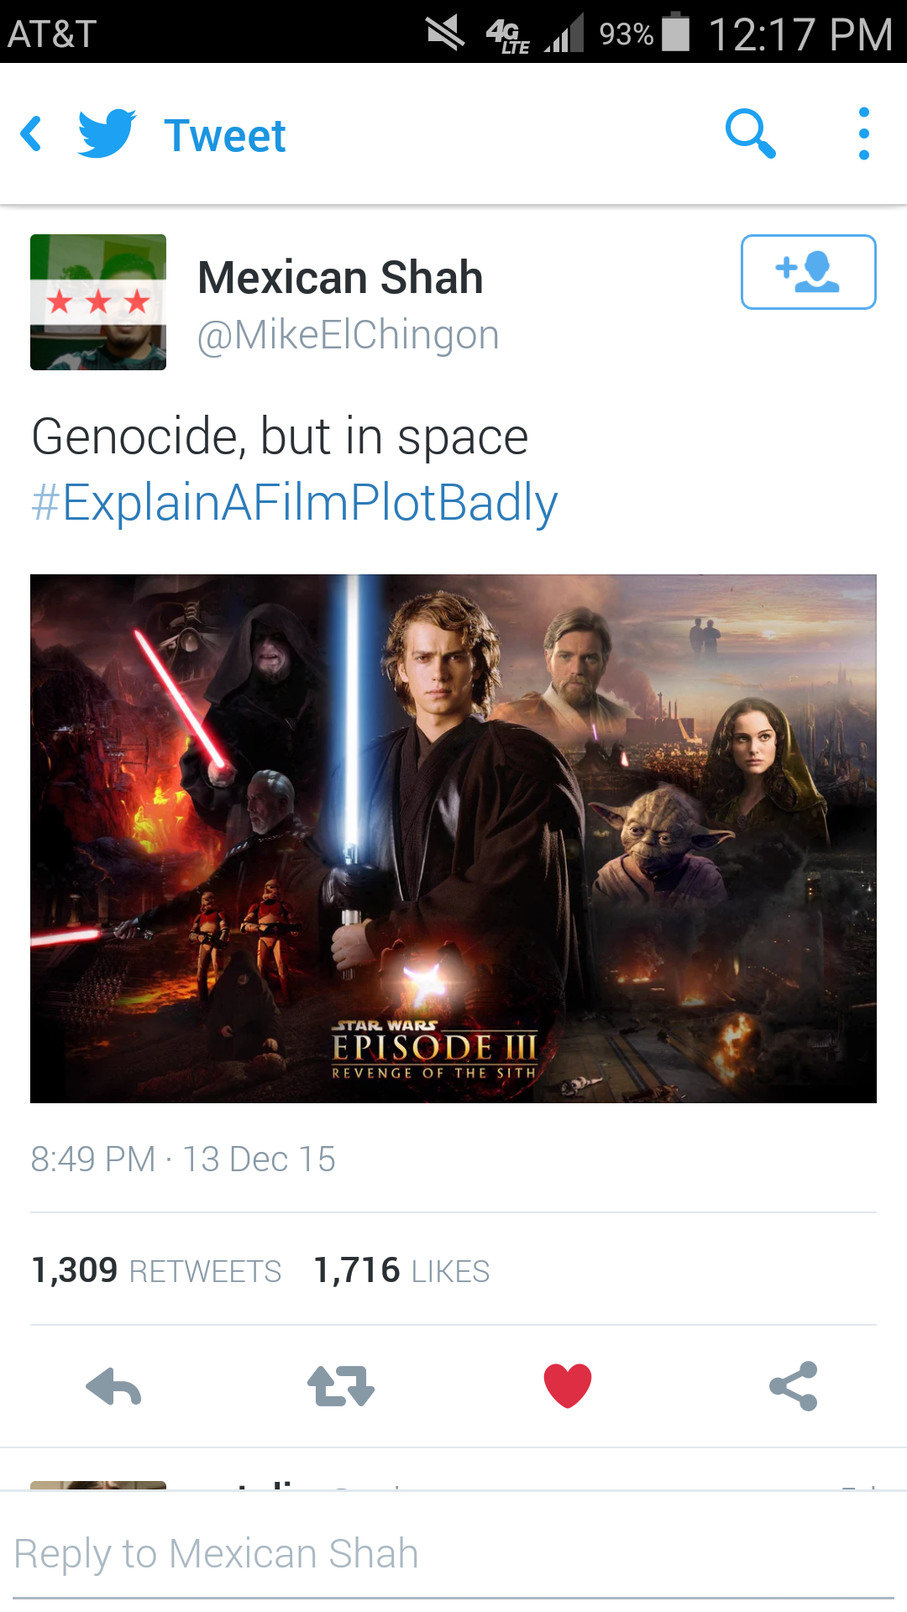 AT&T 4G LTE 93% 12:17 PM
Tweet
Mexican Shah
@MikeElChingon
Genocide, but in space
#ExplainAFilmPlotBadly
STAR WARS
EPISODE III
REVENGE OF THE SITH
8:49 PM · 13 Dec 15
1,309 RETWEETS 1,716 LIKES
Reply to Mexican Shah